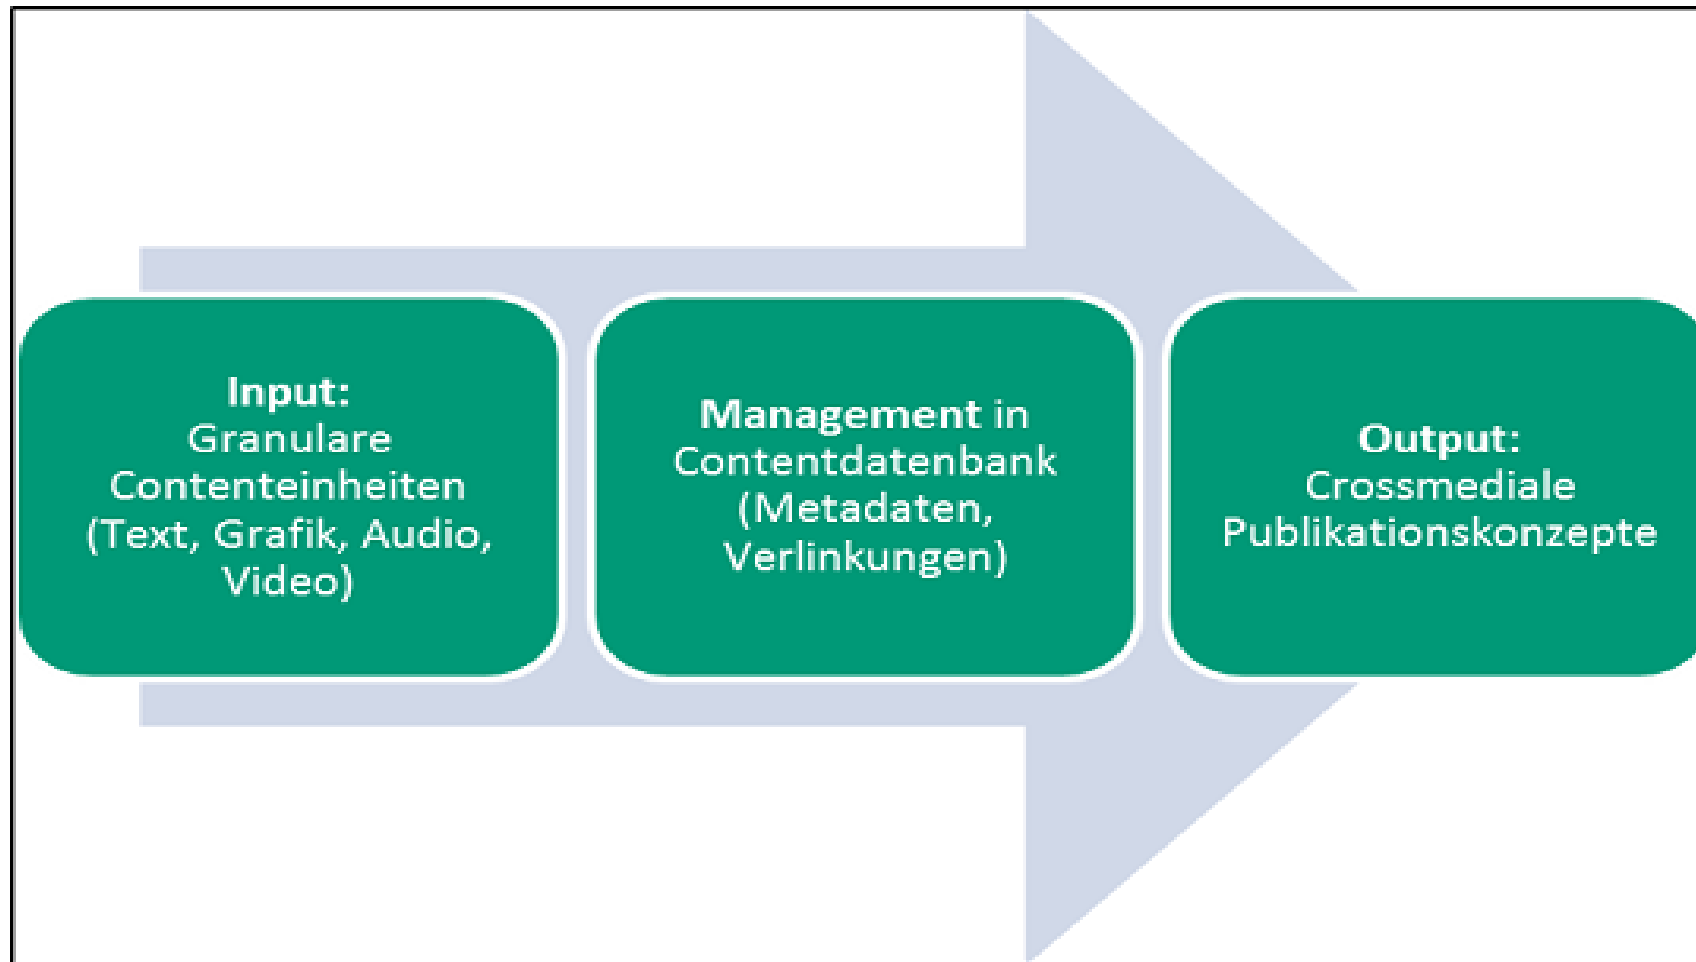 Input:
Granulare
Contenteinheiten
(Text, Grafik, Audio,
Video)
Management in
Contentdatenbank
(Metadaten,
Verlinkungen)
Output:
Crossmediale
Publikationskonzepte